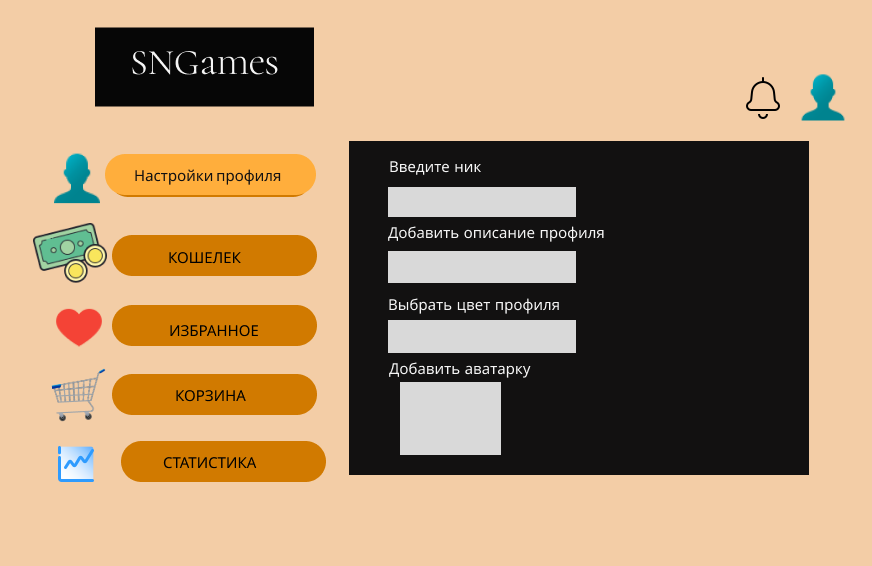 SNGames
Настройки профиля
КОШЕЛЕК
ИЗБРАННОЕ
КОРЗИНА
СТАТИСТИКА
Введите ник
Добавить описание профиля
Выбрать цвет профиля
Добавить аватарку